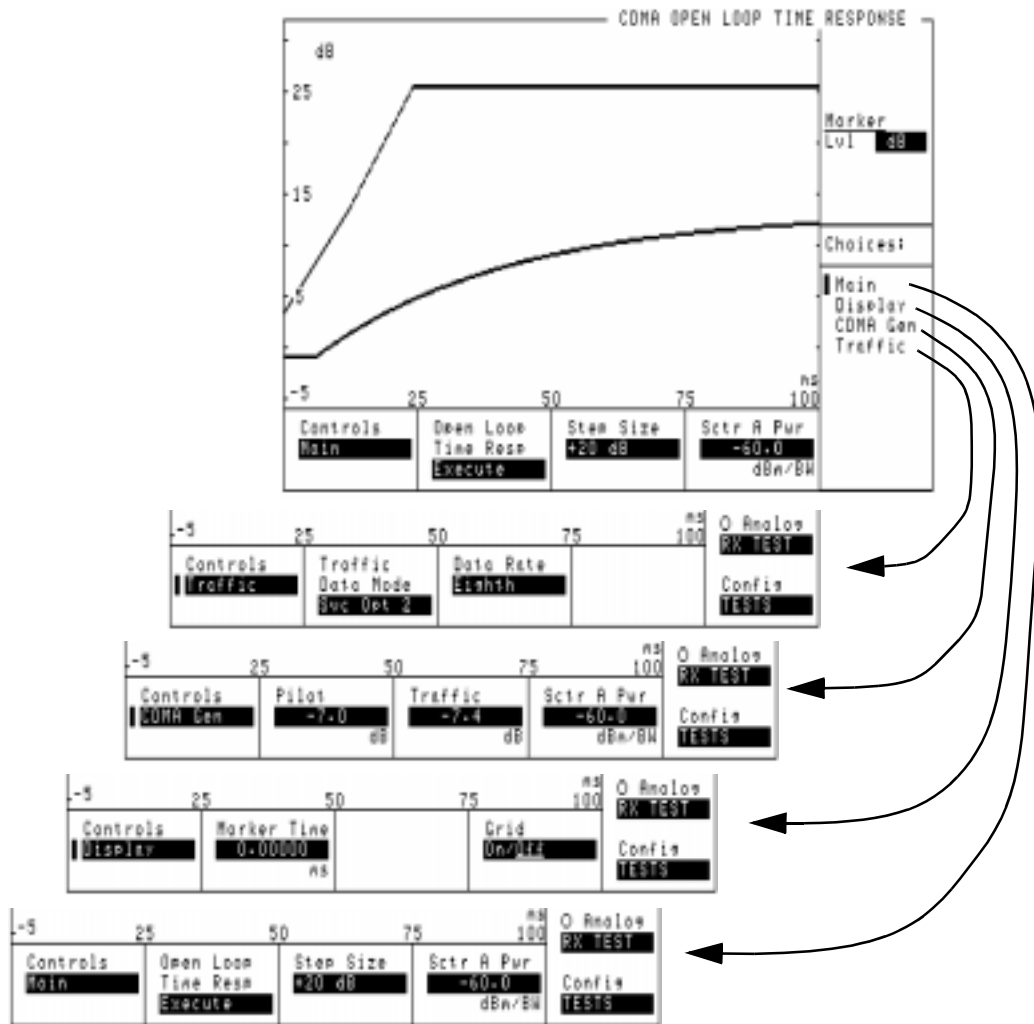 CDMA OPEN LOOP TIME RESPONSE
dB
25
15
5
-5
25
50
75
ms
100
Marker
Lvl dB
Choices:
Main
Display
CDMA Gen
Traffic
Controls
Main
Open Loop
Time Resp
Execute
Step Size
+20 dB
Sctr A Pwr
-60.0
dBm/BW
-5
25
50
75
ms
100
Controls
Traffic
Traffic
Data Mode
Svc Opt 2
Data Rate
Eighth
O Analog
RX TEST
Config
TESTS
-5
25
50
75
ms
100
Controls
CDMA Gen
Pilot
-7.0
dB
Traffic
-7.4
dB
Sctr A Pwr
-60.0
dBm/BW
O Analog
RX TEST
Config
TESTS
-5
25
50
75
ms
100
Controls
Display
Marker Time
0.00000
ms
Grid
On/Off
O Analog
RX TEST
Config
TESTS
-5
25
50
75
ms
100
Controls
Main
Open Loop
Time Resp
Execute
Step Size
+20 dB
Sctr A Pwr
-60.0
dBm/BW
O Analog
RX TEST
Config
TESTS